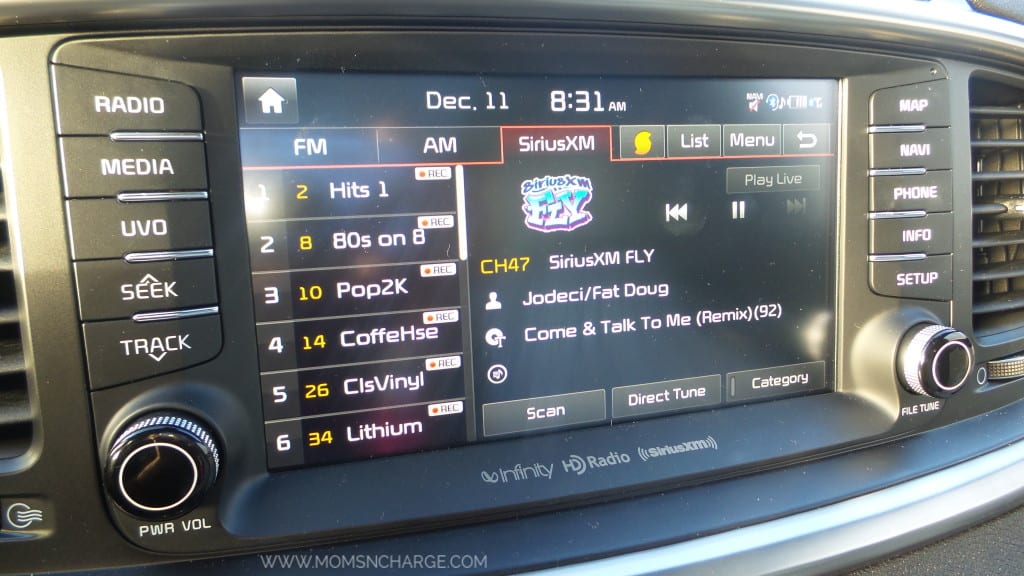 RADIO
MEDIA
UVO
SEEK
TRACK
PWR VOL
Dec. 11 8:31 AM
NAVI
FM AM SiriusXM List Menu
1 2 Hits 1 REC
2 8 80s on 8 REC
3 10 Pop2K REC
4 14 CoffeHse REC
5 26 ClsVinyl REC
6 34 Lithium REC
SiriusXM
FLY
Play Live
CH47 SiriusXM FLY
Jodeci/Fat Doug
Come & Talk To Me (Remix)(92)
Scan Direct Tune Category
Infinity HD Radio ((SiriusXM))
MAP
NAVI
PHONE
INFO
SETUP
FILE TUNE
WWW.MOMSNCHARGE.COM